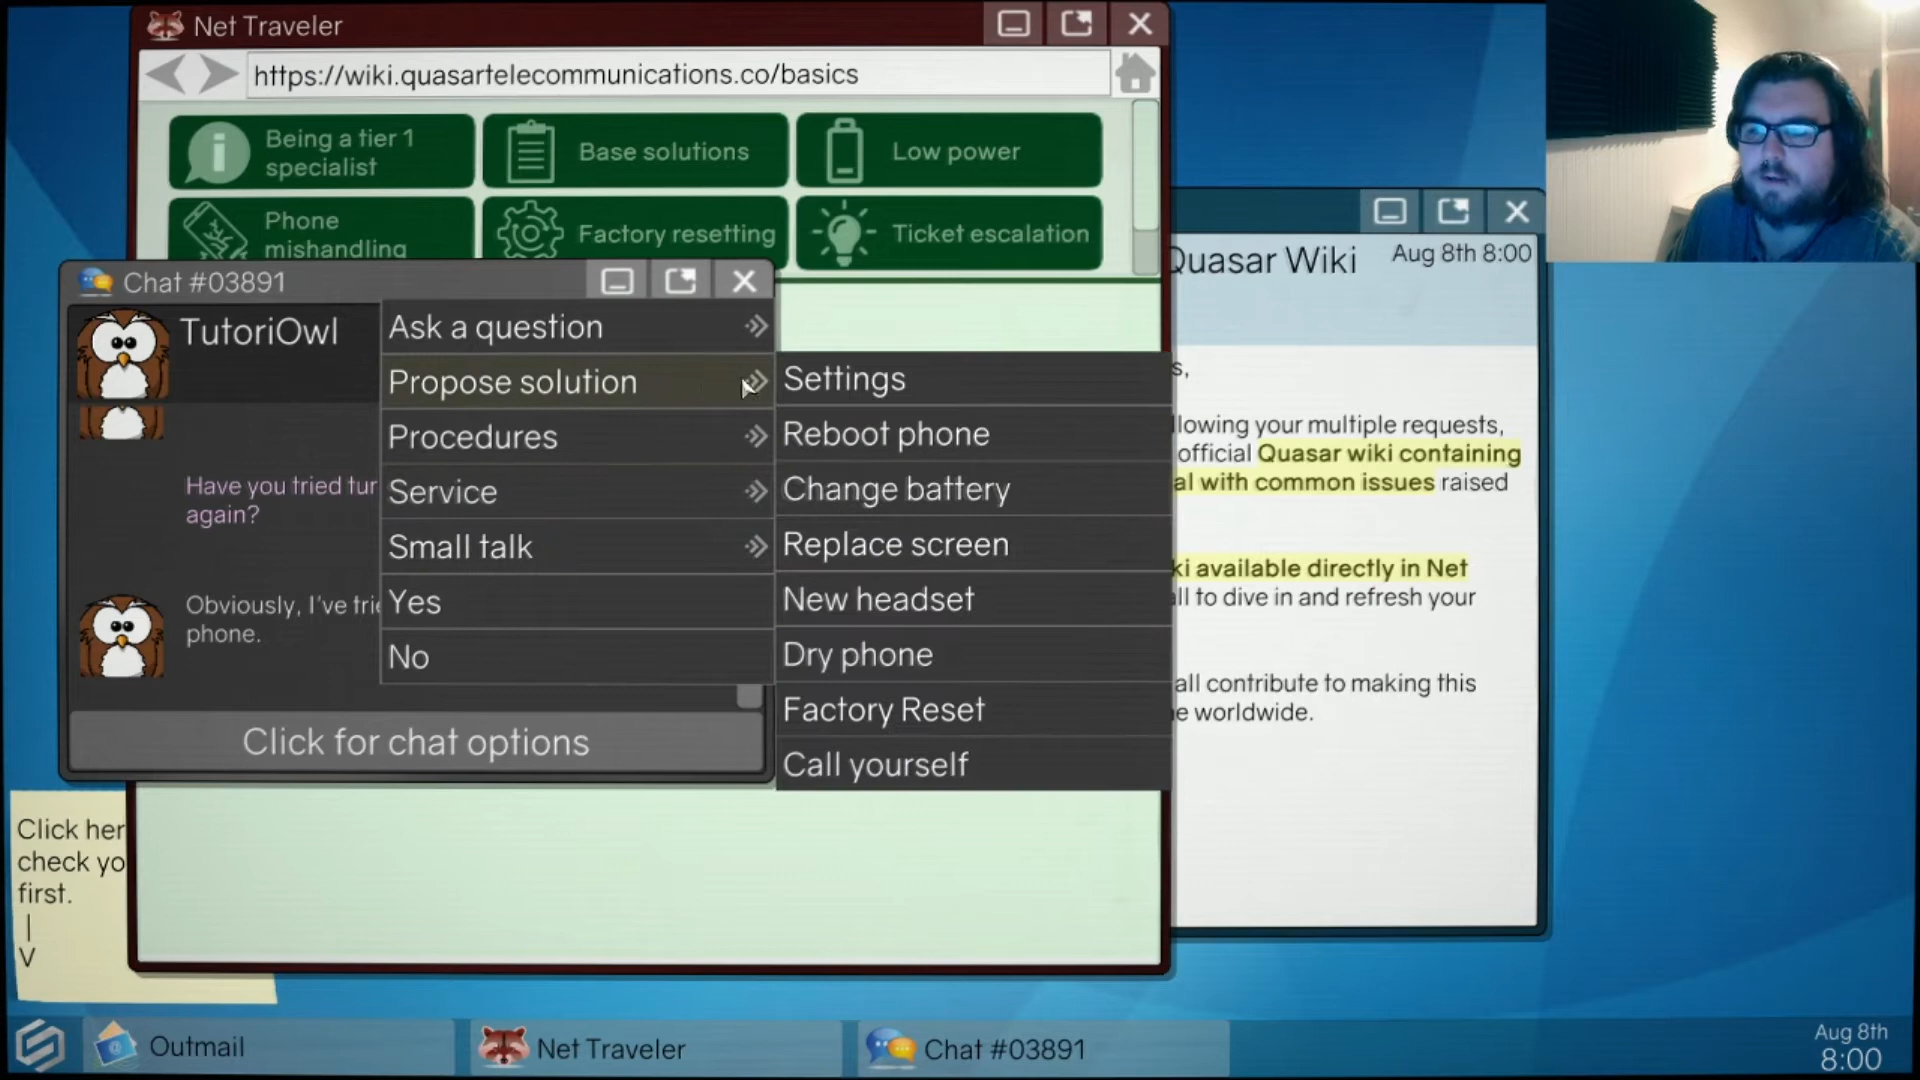 Net Traveler
https://wiki.quasartelecommunications.co/basics
Being a tier 1
specialist
Base solutions
Low power
Phone
mishandling
Factory resetting
Ticket escalation
Quasar Wiki
Aug 8th 8:00
s,
llowing your multiple requests,
official Quasar wiki containing
al with common issues raised
ki available directly in Net
all to dive in and refresh your
all contribute to making this
e worldwide.
Chat #03891
TutoriOwl
Have you tried tur
again?
Obviously, I've trie
phone.
Click for chat options
Ask a question
Propose solution
Procedures
Service
Small talk
Yes
No
Settings
Reboot phone
Change battery
Replace screen
New headset
Dry phone
Factory Reset
Call yourself
Click her
check yo
first.
|
V
Outmail
Net Traveler
Chat #03891
Aug 8th
8:00